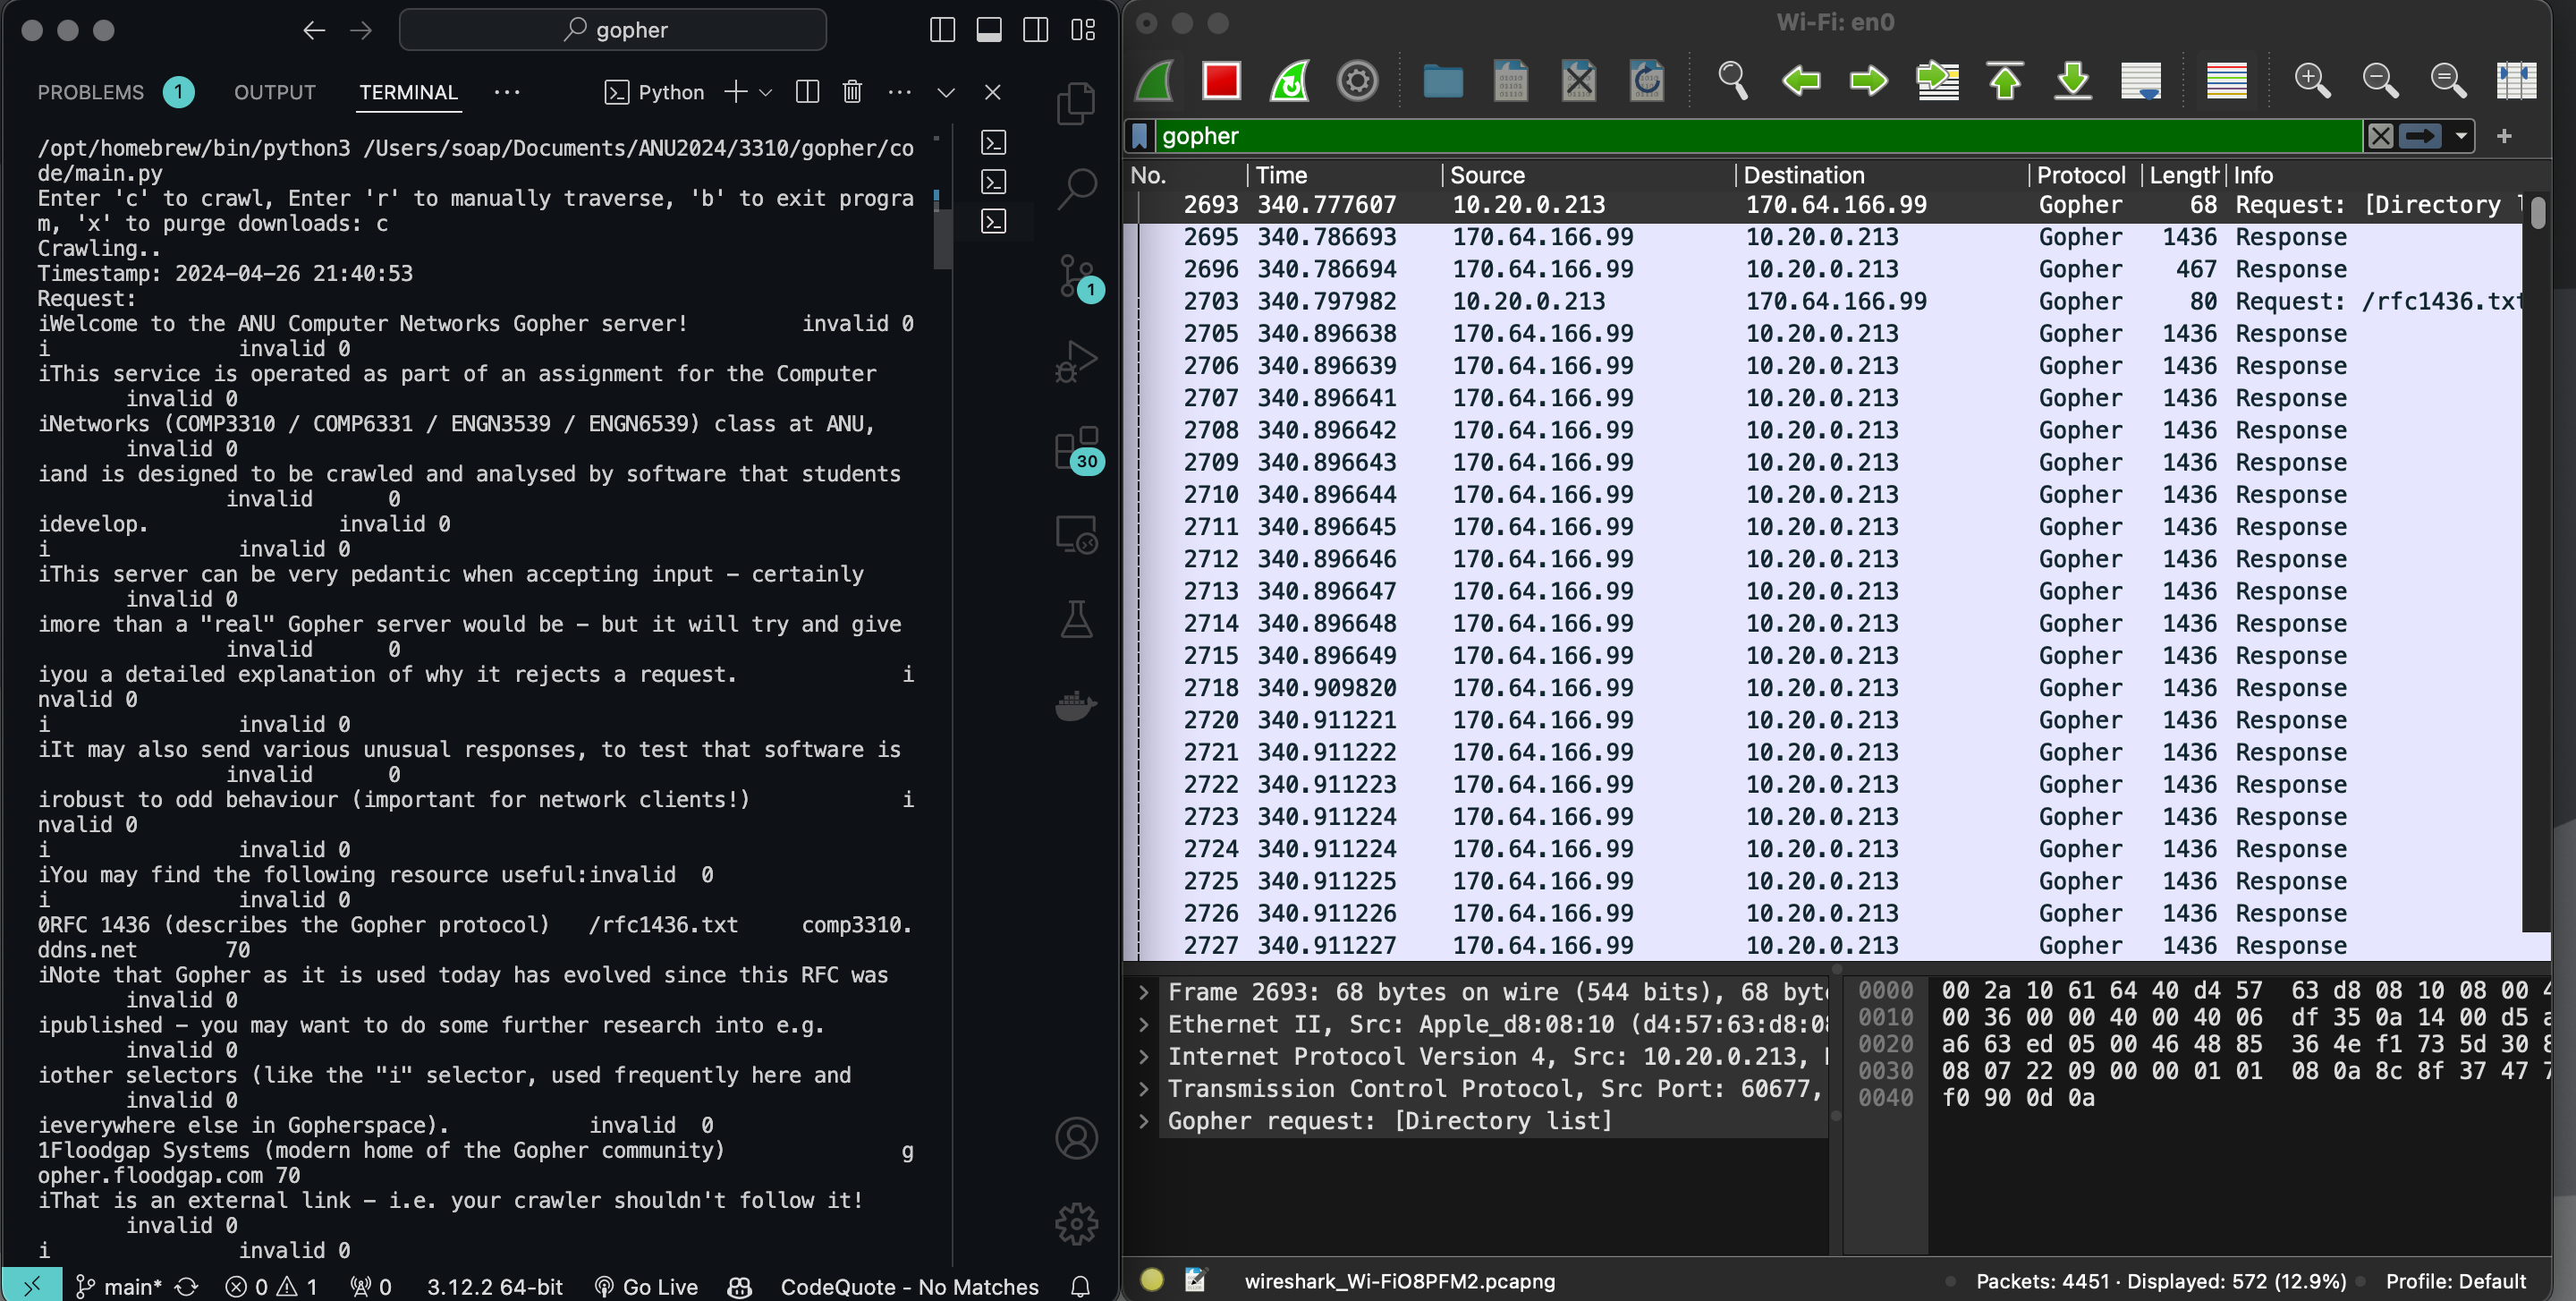 gopher
PROBLEMS 1 OUTPUT TERMINAL ... Python
/opt/homebrew/bin/python3 /Users/soap/Documents/ANU2024/3310/gopher/co
de/main.py
Enter 'c' to crawl, Enter 'r' to manually traverse, 'b' to exit progra
m, 'x' to purge downloads: c
Crawling..
Timestamp: 2024-04-26 21:40:53
Request:
iWelcome to the ANU Computer Networks Gopher server! invalid 0
i invalid 0
iThis service is operated as part of an assignment for the Computer
invalid 0
iNetworks (COMP3310 / COMP6331 / ENGN3539 / ENGN6539) class at ANU,
invalid 0
iand is designed to be crawled and analysed by software that students
invalid 0
idevelop. invalid 0
i invalid 0
iThis server can be very pedantic when accepting input - certainly
invalid 0
imore than a "real" Gopher server would be - but it will try and give
invalid 0
iyou a detailed explanation of why it rejects a request. i
nvalid 0
i invalid 0
iIt may also send various unusual responses, to test that software is
invalid 0
irobust to odd behaviour (important for network clients!) i
nvalid 0
i invalid 0
iYou may find the following resource useful:invalid 0
i invalid 0
0RFC 1436 (describes the Gopher protocol) /rfc1436.txt comp3310.
ddns.net 70
iNote that Gopher as it is used today has evolved since this RFC was
invalid 0
ipublished - you may want to do some further research into e.g.
invalid 0
iother selectors (like the "i" selector, used frequently here and
invalid 0
ieverywhere else in Gopherspace). invalid 0
1Floodgap Systems (modern home of the Gopher community) g
opher.floodgap.com 70
iThat is an external link - i.e. your crawler shouldn't follow it!
invalid 0
i invalid 0
1
30
main* 0 1 0 3.12.2 64-bit Go Live CodeQuote - No Matches
Wi-Fi: en0
gopher
No. Time Source Destination Protocol Length Info
2693 340.777607 10.20.0.213 170.64.166.99 Gopher 68 Request: [Directory
2695 340.786693 170.64.166.99 10.20.0.213 Gopher 1436 Response
2696 340.786694 170.64.166.99 10.20.0.213 Gopher 467 Response
2703 340.797982 10.20.0.213 170.64.166.99 Gopher 80 Request: /rfc1436.txt
2705 340.896638 170.64.166.99 10.20.0.213 Gopher 1436 Response
2706 340.896639 170.64.166.99 10.20.0.213 Gopher 1436 Response
2707 340.896641 170.64.166.99 10.20.0.213 Gopher 1436 Response
2708 340.896642 170.64.166.99 10.20.0.213 Gopher 1436 Response
2709 340.896643 170.64.166.99 10.20.0.213 Gopher 1436 Response
2710 340.896644 170.64.166.99 10.20.0.213 Gopher 1436 Response
2711 340.896645 170.64.166.99 10.20.0.213 Gopher 1436 Response
2712 340.896646 170.64.166.99 10.20.0.213 Gopher 1436 Response
2713 340.896647 170.64.166.99 10.20.0.213 Gopher 1436 Response
2714 340.896648 170.64.166.99 10.20.0.213 Gopher 1436 Response
2715 340.896649 170.64.166.99 10.20.0.213 Gopher 1436 Response
2718 340.909820 170.64.166.99 10.20.0.213 Gopher 1436 Response
2720 340.911221 170.64.166.99 10.20.0.213 Gopher 1436 Response
2721 340.911222 170.64.166.99 10.20.0.213 Gopher 1436 Response
2722 340.911223 170.64.166.99 10.20.0.213 Gopher 1436 Response
2723 340.911224 170.64.166.99 10.20.0.213 Gopher 1436 Response
2724 340.911224 170.64.166.99 10.20.0.213 Gopher 1436 Response
2725 340.911225 170.64.166.99 10.20.0.213 Gopher 1436 Response
2726 340.911226 170.64.166.99 10.20.0.213 Gopher 1436 Response
2727 340.911227 170.64.166.99 10.20.0.213 Gopher 1436 Response
Frame 2693: 68 bytes on wire (544 bits), 68 byt
Ethernet II, Src: Apple_d8:08:10 (d4:57:63:d8:0
Internet Protocol Version 4, Src: 10.20.0.213,
Transmission Control Protocol, Src Port: 60677,
Gopher request: [Directory list]
0000 00 2a 10 61 64 40 d4 57 63 d8 08 10 08 00 4
0010 00 36 00 00 40 00 40 06 df 35 0a 14 00 d5 a
0020 a6 63 ed 05 00 46 48 85 36 4e f1 73 5d 30 8
0030 08 07 22 09 00 00 01 01 08 0a 8c 8f 37 47 7
0040 f0 90 0d 0a
wireshark_Wi-FiO8PFM2.pcapng Packets: 4451 · Displayed: 572 (12.9%) Profile: Default